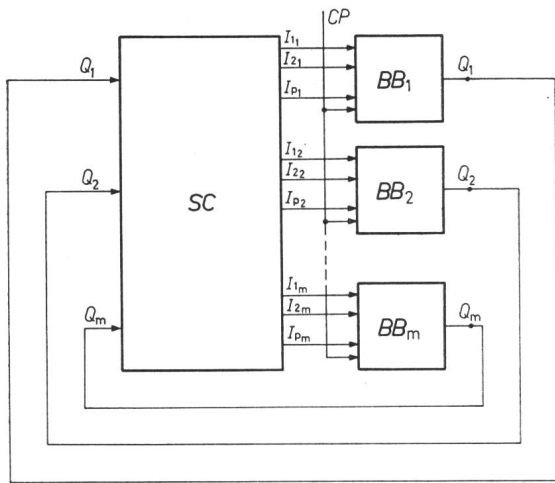 CP
Q₁
I₁₁
I₂₁
Iₚ₁
BB₁
Q₁
Q₂
SC
I₁₂
I₂₂
Iₚ₂
BB₂
Q₂
Qₘ
I₁ₘ
I₂ₘ
Iₚₘ
BBₘ
Qₘ